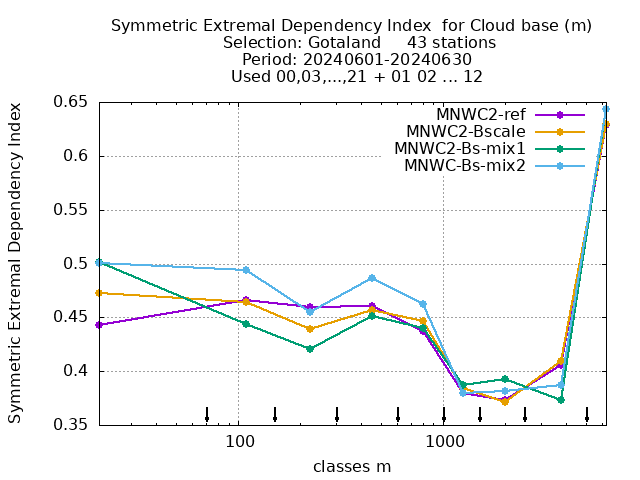 Symmetric Extremal Dependency Index  for Cloud base (m)
Selection: Gotaland     43 stations
Period: 20240601-20240630
Used 00,03,...,21 + 01 02 ... 12
Symmetric Extremal Dependency Index
0.65
0.6
0.55
0.5
0.45
0.4
0.35
MNWC2-ref
MNWC2-Bscale
MNWC2-Bs-mix1
MNWC-Bs-mix2
100
1000
classes m